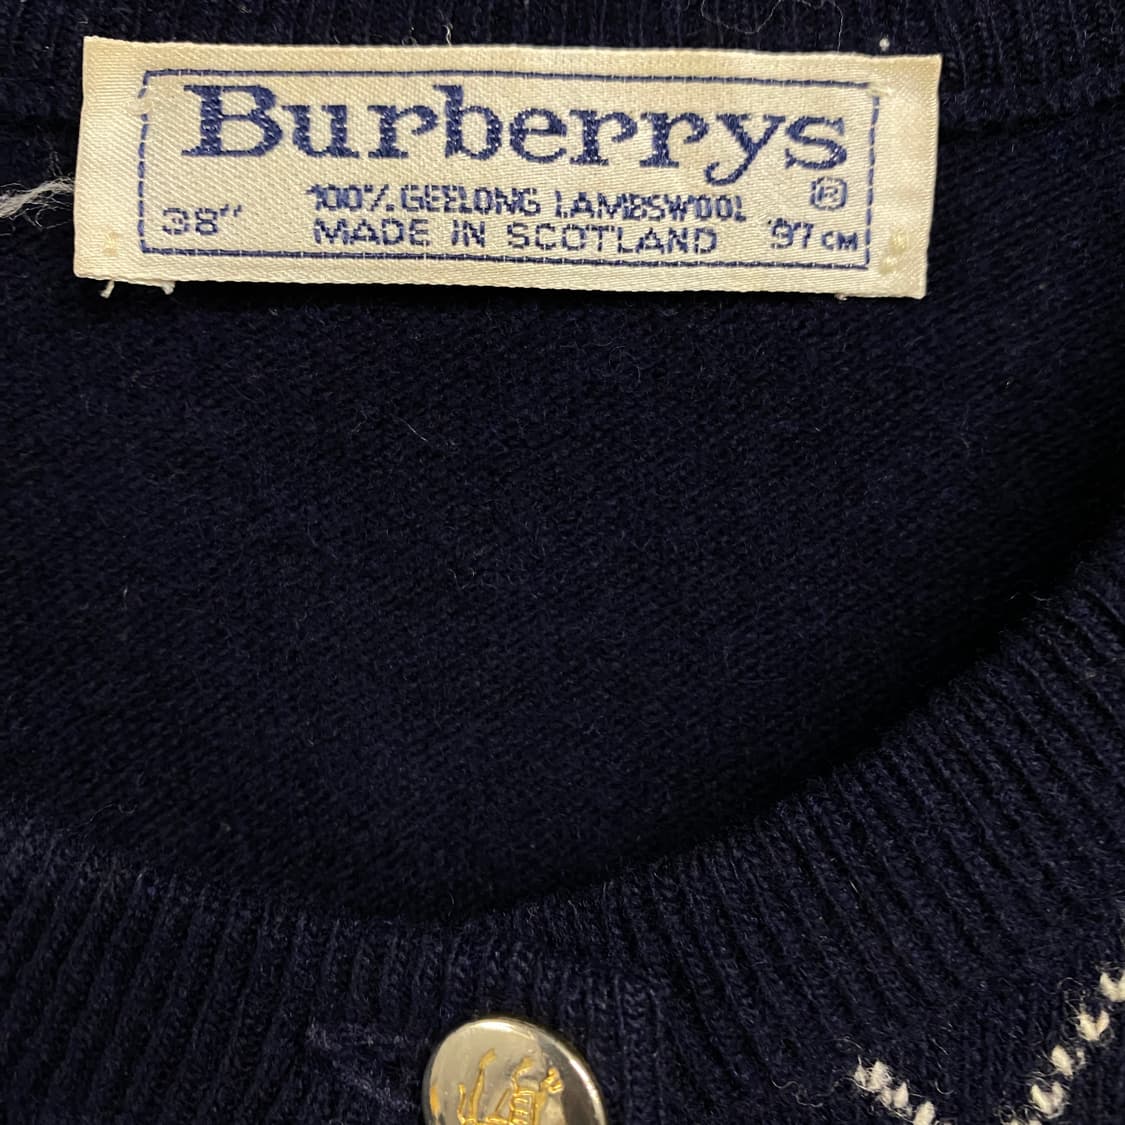 Burberrys
®
100% GEELONG LAMBSWOOL
38" MADE IN SCOTLAND 97 CM